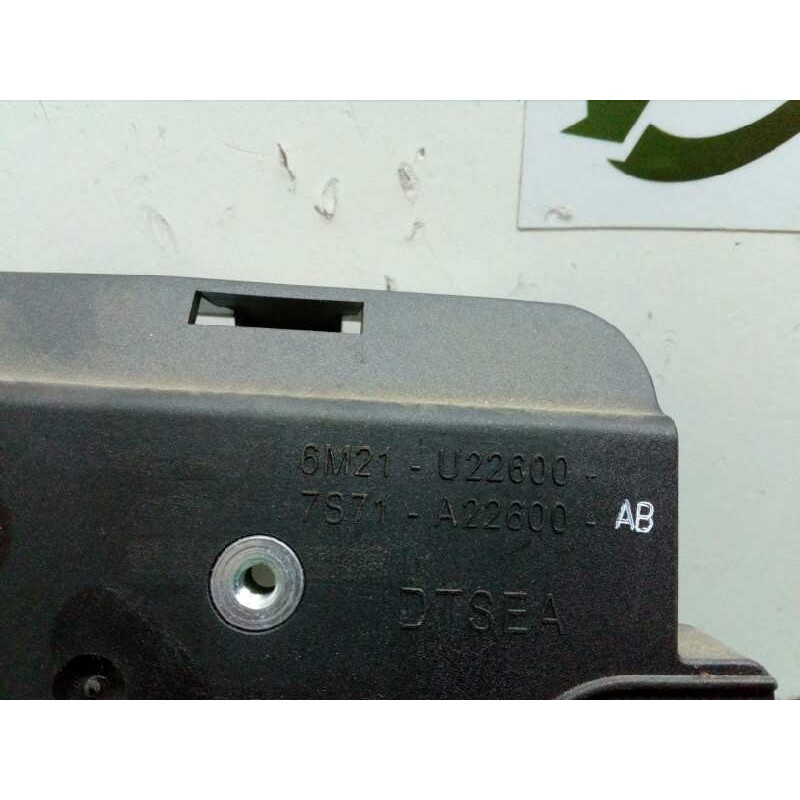 6M21 - U22600 -
7S71 - A22600 - AB
DTSEA